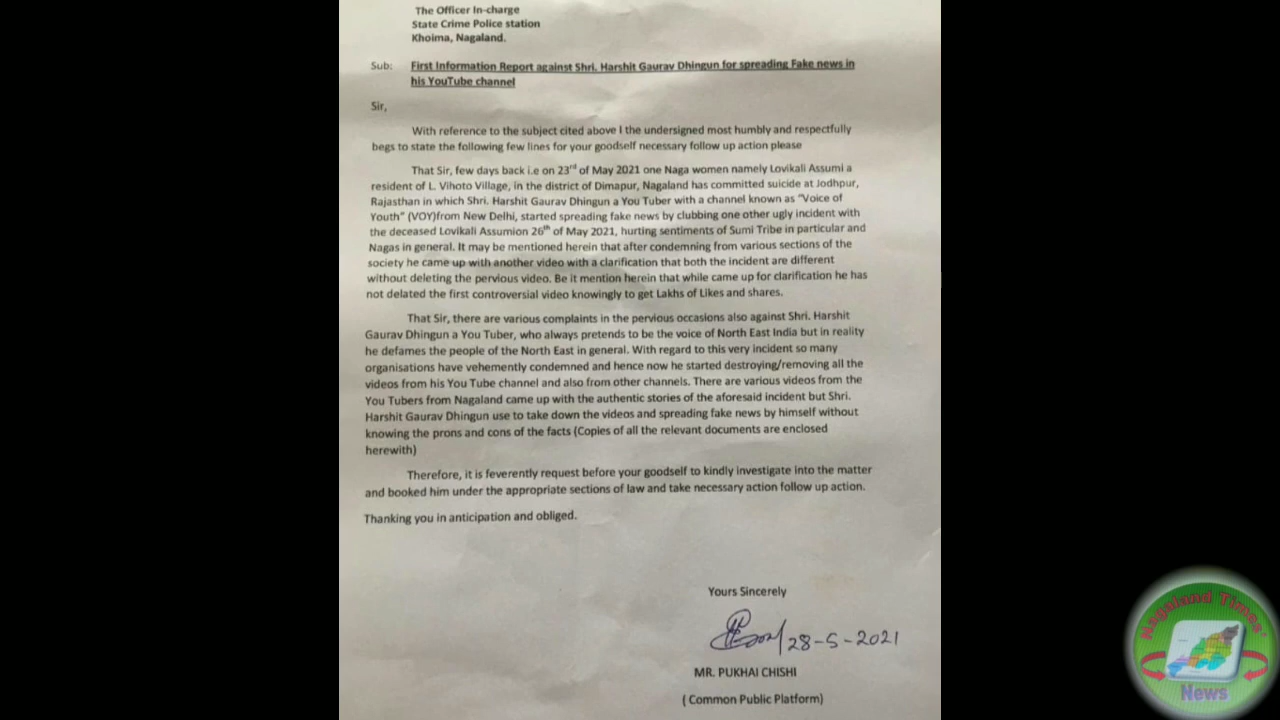 The Officer In-charge
State Crime Police station
Khoima, Nagaland.
Sub: First Information Report against Shri. Harshit Gaurav Dhingun for spreading Fake news in
his YouTube channel
Sir,
With reference to the subject cited above I the undersigned most humbly and respectfully
begs to state the following few lines for your goodself necessary follow up action please
That Sir, few days back i.e on 23rd of May 2021 one Naga women namely Lovikali Assumi a
resident of L. Vihoto Village, in the district of Dimapur, Nagaland has committed suicide at Jodhpur,
Rajasthan in which Shri. Harshit Gaurav Dhingun a You Tuber with a channel known as "Voice of
Youth" (VOY)from New Delhi, started spreading fake news by clubbing one other ugly incident with
the deceased Lovikali Assumion 26th of May 2021, hurting sentiments of Sumi Tribe in particular and
Nagas in general. It may be mentioned herein that after condemning from various sections of the
society he came up with another video with a clarification that both the incident are different
without deleting the pervious video. Be it mention herein that while came up for clarification he has
not delated the first controversial video knowingly to get Lakhs of Likes and shares.
That Sir, there are various complaints in the pervious occasions also against Shri. Harshit
Gaurav Dhingun a You Tuber, who always pretends to be the voice of North East India but in reality
he defames the people of the North East in general. With regard to this very incident so many
organisations have vehemently condemned and hence now he started destroying/removing all the
videos from his You Tube channel and also from other channels. There are various videos from the
You Tubers from Nagaland came up with the authentic stories of the aforesaid incident but Shri.
Harshit Gaurav Dhingun use to take down the videos and spreading fake news by himself without
knowing the prons and cons of the facts (Copies of all the relevant documents are enclosed
herewith)
Therefore, it is feverently request before your goodself to kindly investigate into the matter
and booked him under the appropriate sections of law and take necessary action follow up action.
Thanking you in anticipation and obliged.
Yours Sincerely
28-5-2021
MR. PUKHAI CHISHI
( Common Public Platform)
Nagaland Times'
News